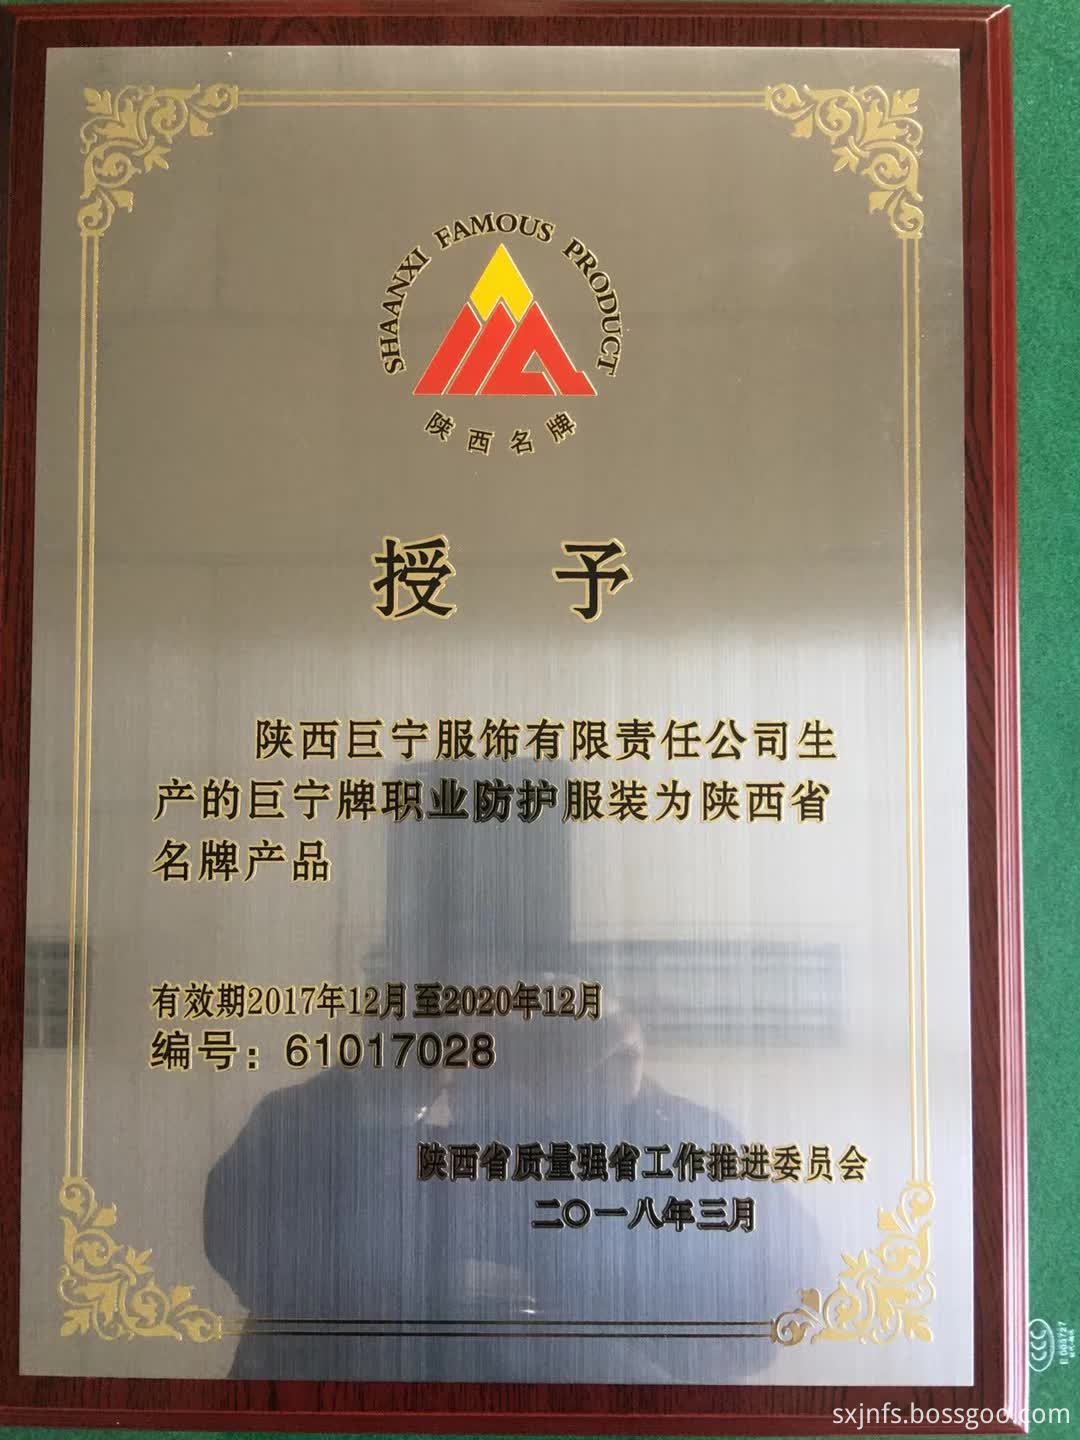 SHAANXI FAMOUS PRODUCT
陕西名牌
授 予
陕西巨宁服饰有限责任公司生
产的巨宁牌职业防护服装为陕西省
名牌产品
有效期2017年12月至2020年12月
编号：61017028
陕西省质量强省工作推进委员会
二〇一八年三月
CCC
E004727
sxjnfs.bossgoo.com